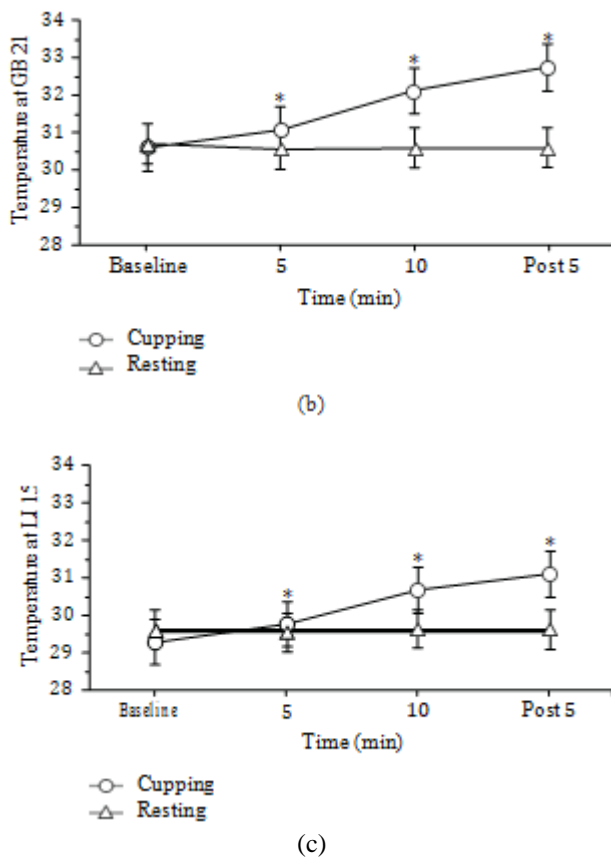 Temperature at GB 21
34
33
32
31
30
29
28
*
*
*
Baseline
5
10
Post 5
Time (min)
Cupping
Resting
(b)
Temperature at LI 15
34
33
32
31
30
29
28
*
*
*
Baseline
5
10
Post 5
Time (min)
Cupping
Resting
(c)